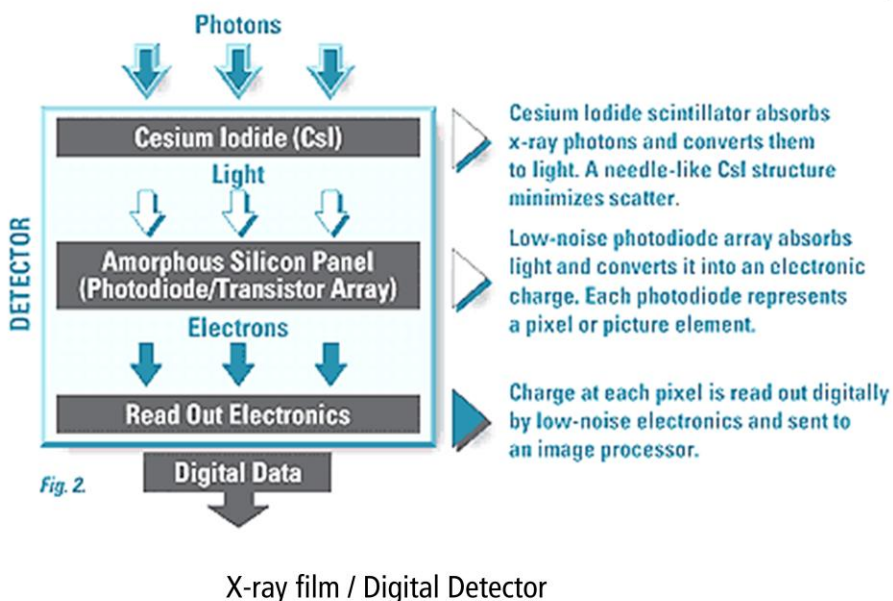 Photons
Cesium Iodide (CsI)
Light
Amorphous Silicon Panel
(Photodiode/Transistor Array)
Electrons
Read Out Electronics
DETECTOR
Digital Data
Fig. 2.
Cesium Iodide scintillator absorbs
x-ray photons and converts them
to light. A needle-like CsI structure
minimizes scatter.
Low-noise photodiode array absorbs
light and converts it into an electronic
charge. Each photodiode represents
a pixel or picture element.
Charge at each pixel is read out digitally
by low-noise electronics and sent to
an image processor.
X-ray film / Digital Detector